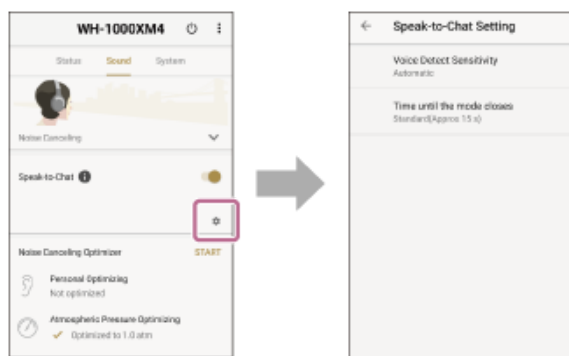 WH-1000XM4
Status Sound System
Noise Canceling
Speak-to-Chat
Noise Canceling Optimizer START
Personal Optimizing
Not optimized
Atmospheric Pressure Optimizing
Optimized to 1.0 atm
Speak-to-Chat Setting
Voice Detect Sensitivity
Automatic
Time until the mode closes
Standard(Approx 15 s)